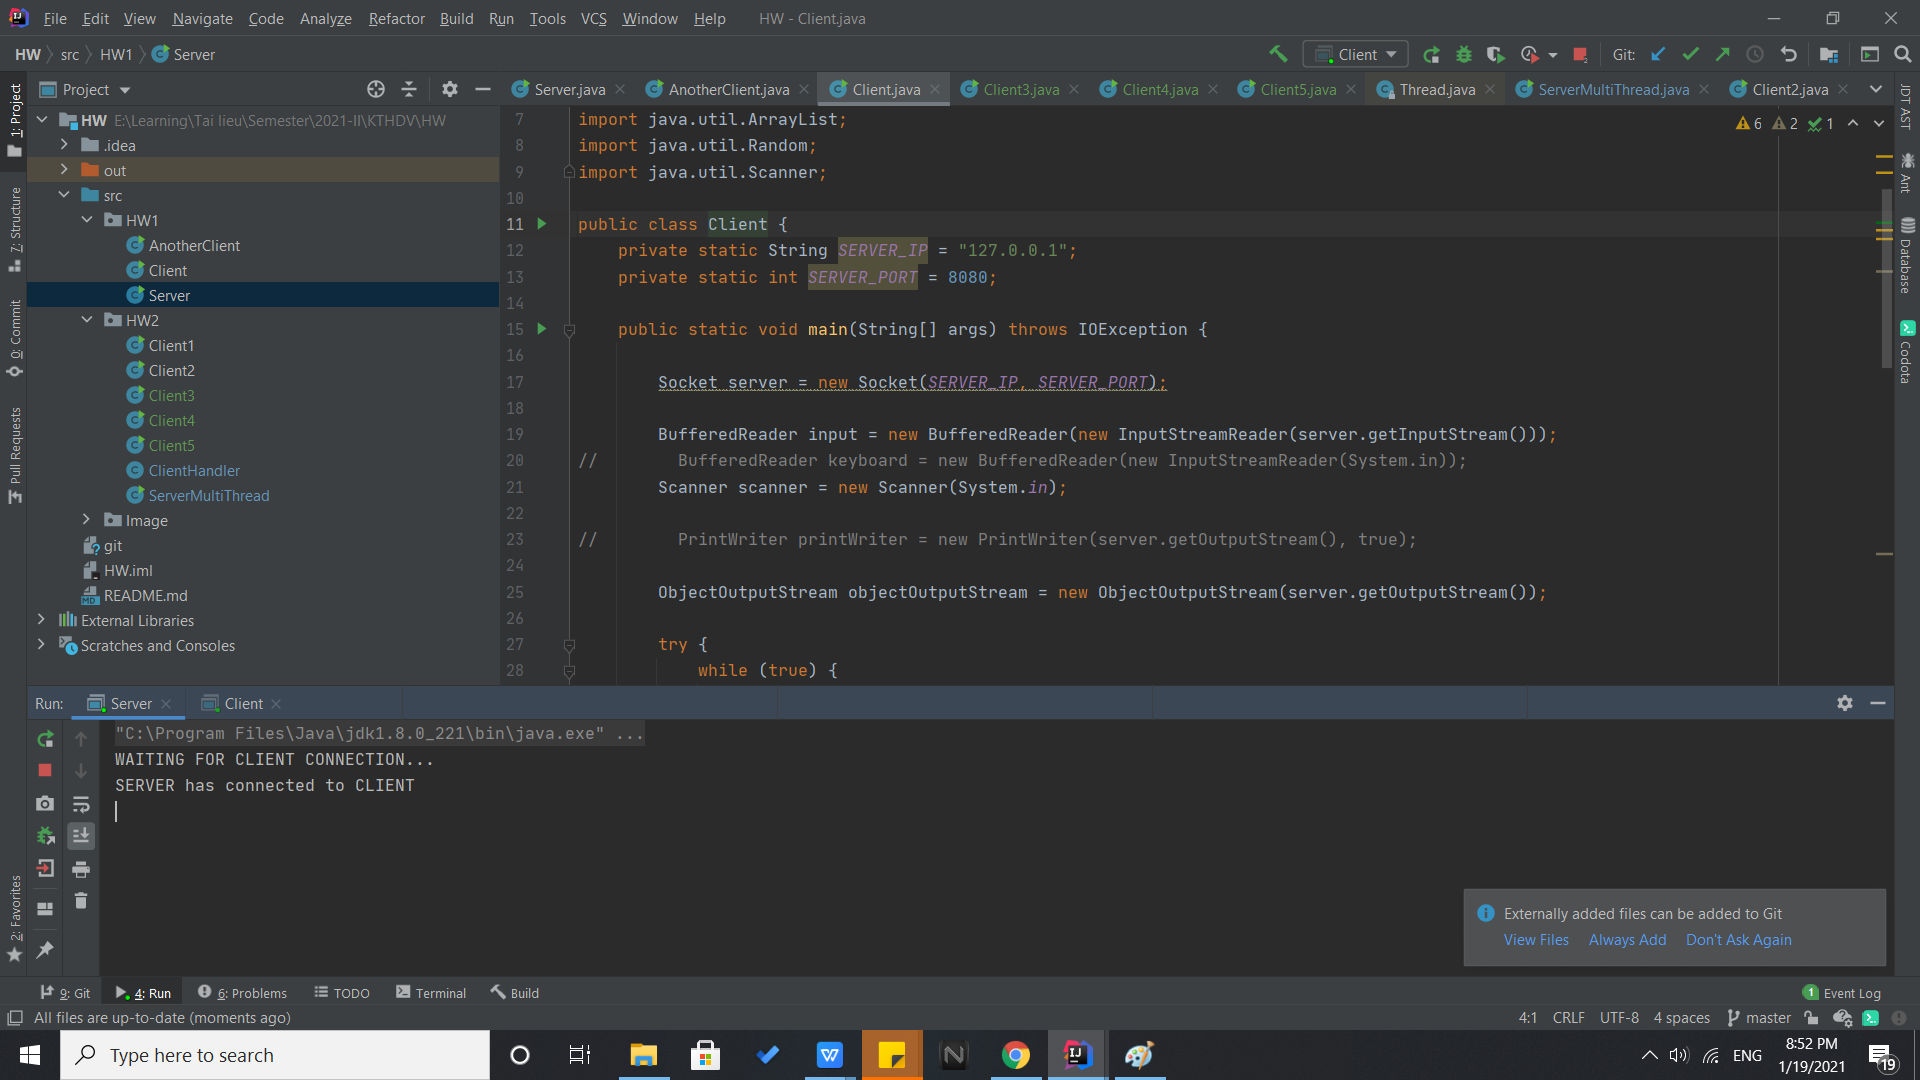 File Edit View Navigate Code Analyze Refactor Build Run Tools VCS Window Help HW - Client.java
HW src HW1 Server
Client Git:
1: Project
7: Structure
0: Commit
Pull Requests
2: Favorites
Project
HW E:\Learning\Tai lieu\Semester\2021-II\KTHDV\HW
.idea
out
src
HW1
AnotherClient
Client
Server
HW2
Client1
Client2
Client3
Client4
Client5
ClientHandler
ServerMultiThread
Image
git
HW.iml
README.md
External Libraries
Scratches and Consoles
Server.java AnotherClient.java Client.java Client3.java Client4.java Client5.java Thread.java ServerMultiThread.java Client2.java
6 2 1
7 import java.util.ArrayList;
8 import java.util.Random;
9 import java.util.Scanner;
10
11 public class Client {
12 private static String SERVER_IP = "127.0.0.1";
13 private static int SERVER_PORT = 8080;
14
15 public static void main(String[] args) throws IOException {
16
17 Socket server = new Socket(SERVER_IP, SERVER_PORT);
18
19 BufferedReader input = new BufferedReader(new InputStreamReader(server.getInputStream()));
20 // BufferedReader keyboard = new BufferedReader(new InputStreamReader(System.in));
21 Scanner scanner = new Scanner(System.in);
22
23 // PrintWriter printWriter = new PrintWriter(server.getOutputStream(), true);
24
25 ObjectOutputStream objectOutputStream = new ObjectOutputStream(server.getOutputStream());
26
27 try {
28 while (true) {
JDT AST
Ant
Database
Codota
Run: Server Client
"C:\Program Files\Java\jdk1.8.0_221\bin\java.exe" ...
WAITING FOR CLIENT CONNECTION...
SERVER has connected to CLIENT
Externally added files can be added to Git
View Files Always Add Don't Ask Again
9: Git 4: Run 6: Problems TODO Terminal Build 1 Event Log
All files are up-to-date (moments ago) 4:1 CRLF UTF-8 4 spaces master
Type here to search
ENG
8:52 PM
1/19/2021
19